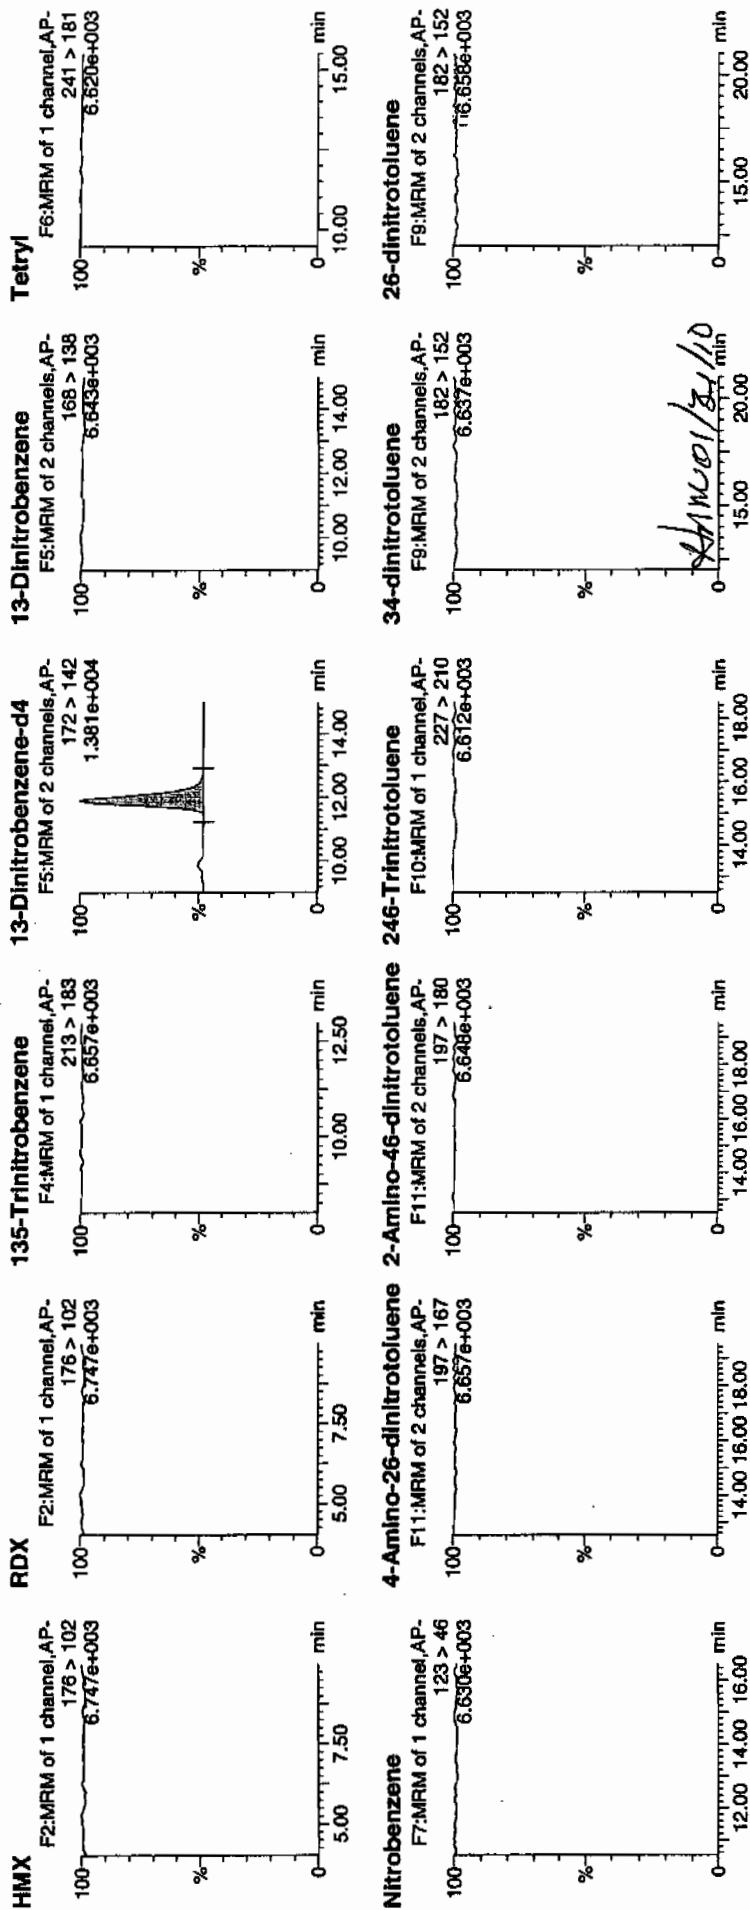 HMX
F2:MRM of 1 channel,AP-
176 > 102
6.747e+003
100
%
0
5.00 7.50 min
RDX
F2:MRM of 1 channel,AP-
176 > 102
6.747e+003
100
%
0
5.00 7.50 min
135-Trinitrobenzene
F4:MRM of 1 channel,AP-
213 > 183
6.657e+003
100
%
0
10.00 12.50 min
13-Dinitrobenzene-d4
F5:MRM of 2 channels,AP-
172 > 142
1.381e+004
100
%
0
10.00 12.00 14.00 min
13-Dinitrobenzene
F5:MRM of 2 channels,AP-
168 > 138
6.643e+003
100
%
0
10.00 12.00 14.00 min
Tetryl
F6:MRM of 1 channel,AP-
241 > 181
6.620e+003
100
%
0
10.00 15.00 min
Nitrobenzene
F7:MRM of 1 channel,AP-
123 > 46
6.630e+003
100
%
0
12.00 14.00 16.00 min
4-Amino-26-dinitrotoluene
F11:MRM of 2 channels,AP-
197 > 167
6.657e+003
100
%
0
14.00 16.00 18.00 min
2-Amino-46-dinitrotoluene
F11:MRM of 2 channels,AP-
197 > 180
6.648e+003
100
%
0
14.00 16.00 18.00 min
246-Trinitrotoluene
F10:MRM of 1 channel,AP-
227 > 210
6.612e+003
100
%
0
14.00 16.00 18.00 min
34-dinitrotoluene
F9:MRM of 2 channels,AP-
182 > 152
6.637e+003
100
%
0
15.00 20.00 min
26-dinitrotoluene
F9:MRM of 2 channels,AP-
182 > 152
6.658e+003
100
%
0
15.00 20.00 min